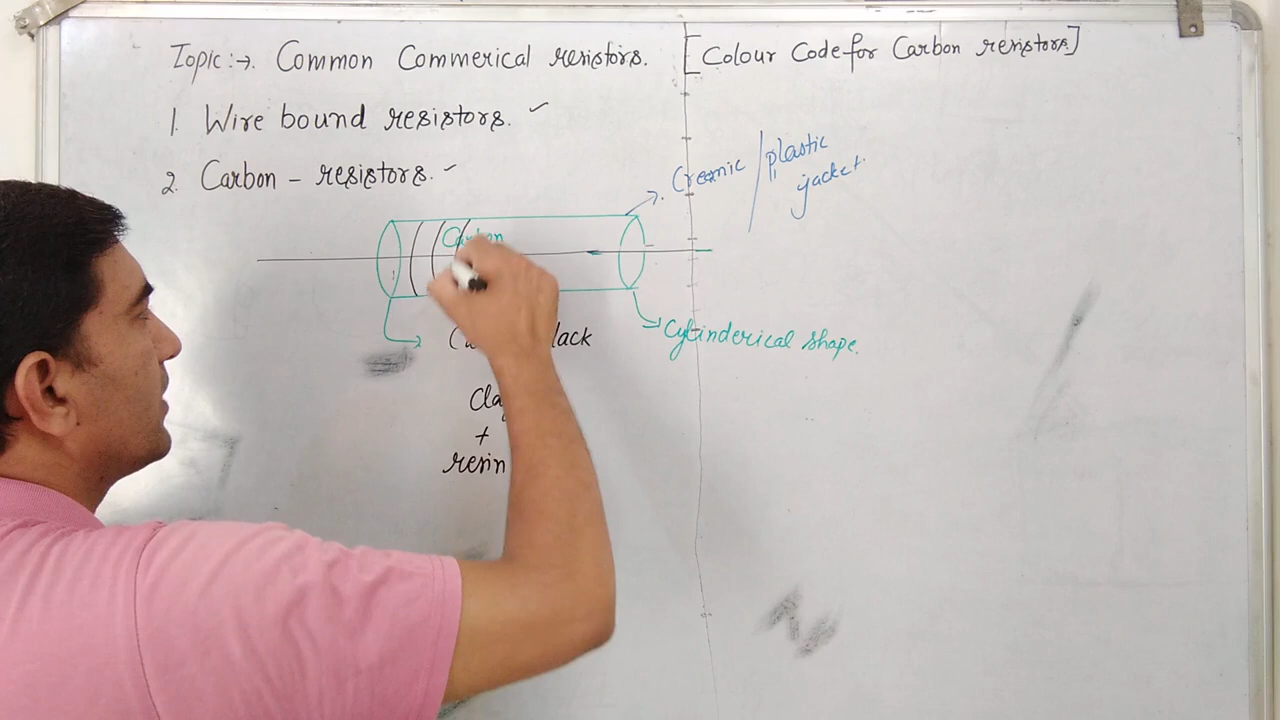 Topic:→. Common Commerical resistors. [Colour Code for Carbon resistors]
1. Wire bound resistors. ✓
2. Carbon - resistors. ✓
Creamic / plastic
jacket
Carbon
lack
Cylinderical shape.
+
resin